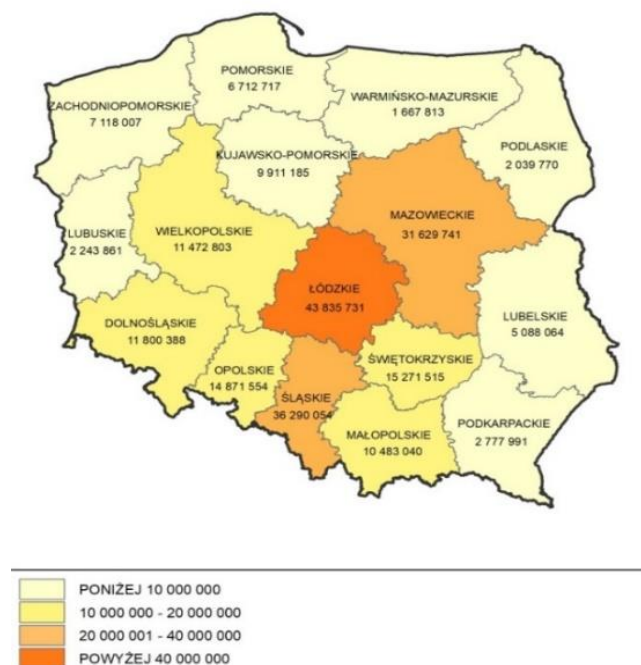 POMORSKIE
6 712 717
WARMIŃSKO-MAZURSKIE
1 667 813
ZACHODNIOPOMORSKIE
7 118 007
PODLASKIE
2 039 770
KUJAWSKO-POMORSKIE
9 911 185
MAZOWIECKIE
31 629 741
LUBUSKIE
2 243 861
WIELKOPOLSKIE
11 472 803
ŁÓDZKIE
43 835 731
LUBELSKIE
5 088 064
DOLNOŚLĄSKIE
11 800 388
OPOLSKIE
14 871 554
ŚWIĘTOKRZYSKIE
15 271 515
ŚLĄSKIE
36 290 054
MAŁOPOLSKIE
10 483 040
PODKARPACKIE
2 777 991
PONIŻEJ 10 000 000
10 000 000 - 20 000 000
20 000 001 - 40 000 000
POWYŻEJ 40 000 000